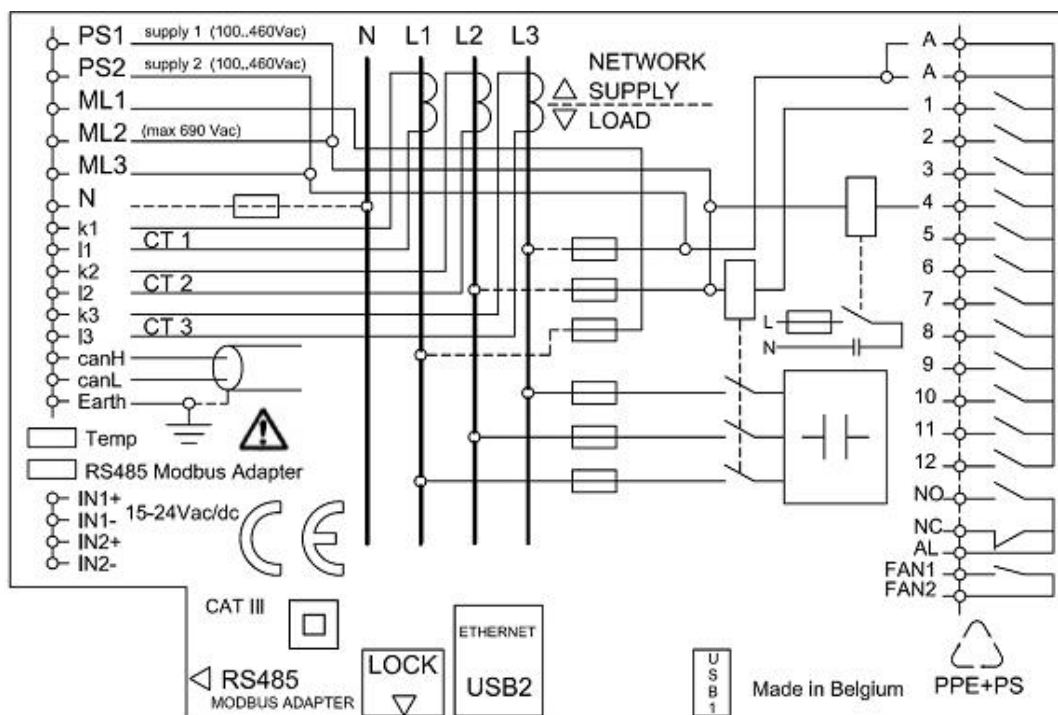 PS1 supply 1 (100..460Vac)
PS2 supply 2 (100..460Vac)
ML1
ML2 (max 690 Vac)
ML3
N
k1
l1 CT 1
k2
l2 CT 2
k3
l3 CT 3
canH
canL
Earth
Temp
RS485 Modbus Adapter
IN1+
IN1-
IN2+
IN2-
15-24Vac/dc
CE
CAT III
RS485
MODBUS ADAPTER
LOCK
ETHERNET
USB2
N L1 L2 L3
NETWORK
SUPPLY
LOAD
L
N
USB1
Made in Belgium
A
A
1
2
3
4
5
6
7
8
9
10
11
12
NO
NC
AL
FAN1
FAN2
PPE+PS